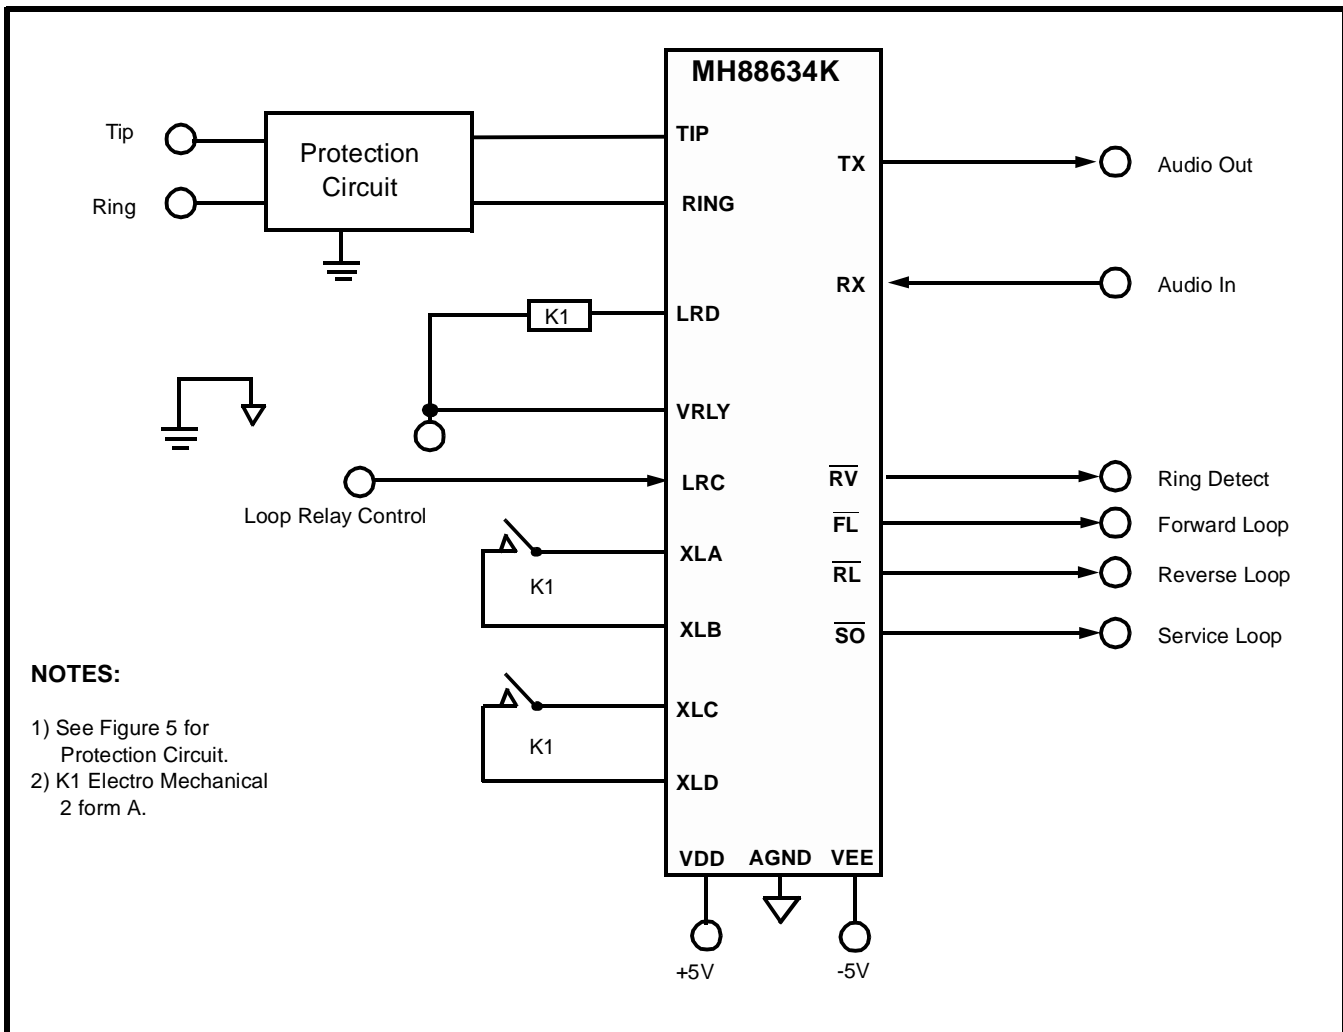 MH88634K
Tip
Protection
Circuit
Ring
TIP
RING
TX
Audio Out
RX
Audio In
K1
LRD
VRLY
LRC
Loop Relay Control
RV
Ring Detect
FL
Forward Loop
RL
Reverse Loop
SO
Service Loop
XLA
K1
XLB
XLC
K1
XLD
NOTES:
1) See Figure 5 for
Protection Circuit.
2) K1 Electro Mechanical
2 form A.
VDD AGND VEE
+5V
-5V